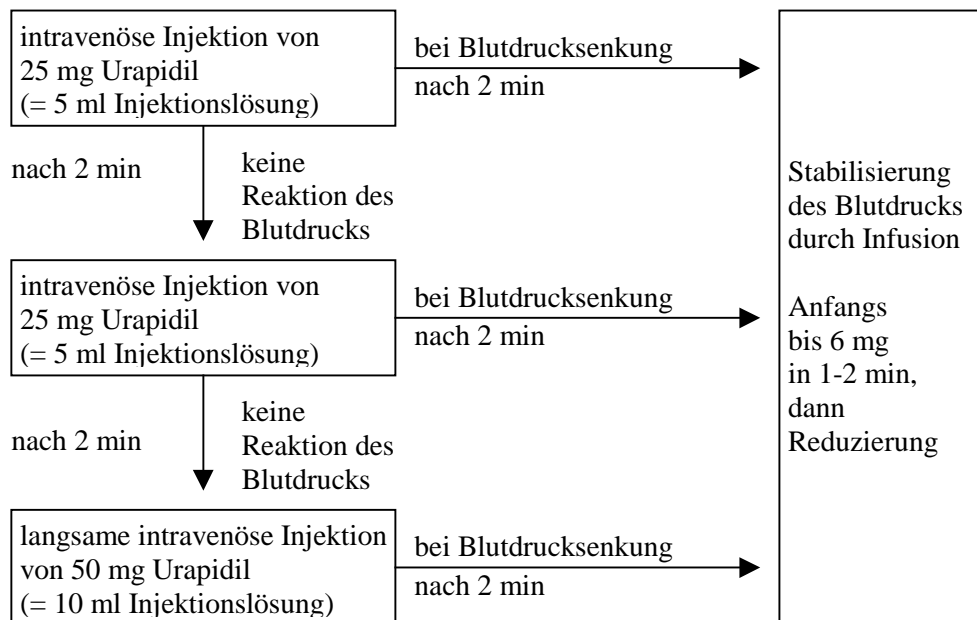 intravenöse Injektion von
25 mg Urapidil
(= 5 ml Injektionslösung)
bei Blutdrucksenkung
nach 2 min
nach 2 min
keine
Reaktion des
Blutdrucks
intravenöse Injektion von
25 mg Urapidil
(= 5 ml Injektionslösung)
bei Blutdrucksenkung
nach 2 min
nach 2 min
keine
Reaktion des
Blutdrucks
langsame intravenöse Injektion
von 50 mg Urapidil
(= 10 ml Injektionslösung)
bei Blutdrucksenkung
nach 2 min
Stabilisierung
des Blutdrucks
durch Infusion
Anfangs
bis 6 mg
in 1-2 min,
dann
Reduzierung